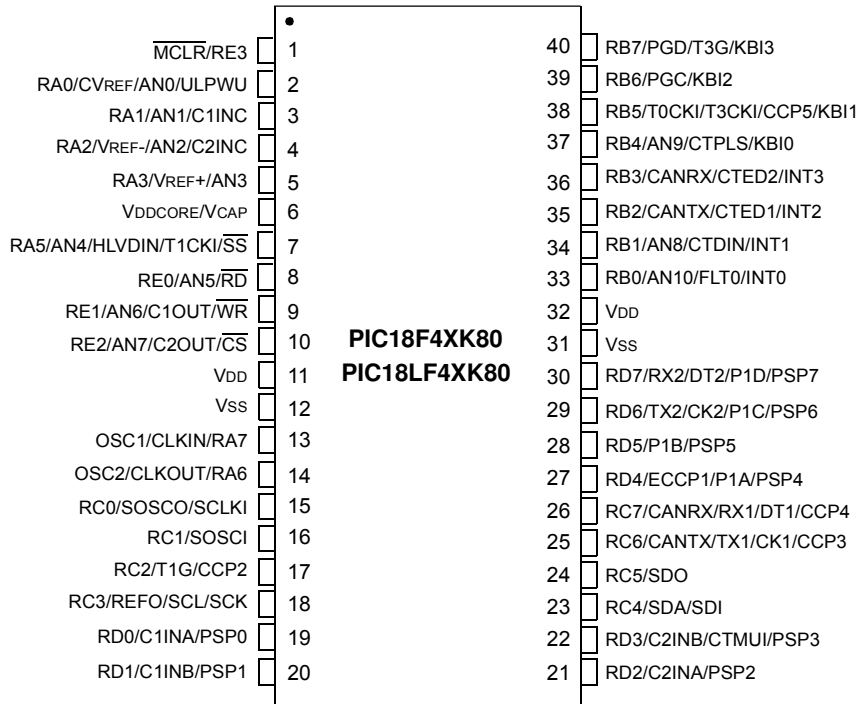 MCLR/RE3 1 40 RB7/PGD/T3G/KBI3
RA0/CVREF/AN0/ULPWU 2 39 RB6/PGC/KBI2
RA1/AN1/C1INC 3 38 RB5/T0CKI/T3CKI/CCP5/KBI1
RA2/VREF-/AN2/C2INC 4 37 RB4/AN9/CTPLS/KBI0
RA3/VREF+/AN3 5 36 RB3/CANRX/CTED2/INT3
VDDCORE/VCAP 6 35 RB2/CANTX/CTED1/INT2
RA5/AN4/HLVDIN/T1CKI/SS 7 34 RB1/AN8/CTDIN/INT1
RE0/AN5/RD 8 33 RB0/AN10/FLT0/INT0
RE1/AN6/C1OUT/WR 9 32 VDD
RE2/AN7/C2OUT/CS 10 PIC18F4XK80 31 VSS
VDD 11 PIC18LF4XK80 30 RD7/RX2/DT2/P1D/PSP7
VSS 12 29 RD6/TX2/CK2/P1C/PSP6
OSC1/CLKIN/RA7 13 28 RD5/P1B/PSP5
OSC2/CLKOUT/RA6 14 27 RD4/ECCP1/P1A/PSP4
RC0/SOSCO/SCLKI 15 26 RC7/CANRX/RX1/DT1/CCP4
RC1/SOSCI 16 25 RC6/CANTX/TX1/CK1/CCP3
RC2/T1G/CCP2 17 24 RC5/SDO
RC3/REFO/SCL/SCK 18 23 RC4/SDA/SDI
RD0/C1INA/PSP0 19 22 RD3/C2INB/CTMUI/PSP3
RD1/C1INB/PSP1 20 21 RD2/C2INA/PSP2